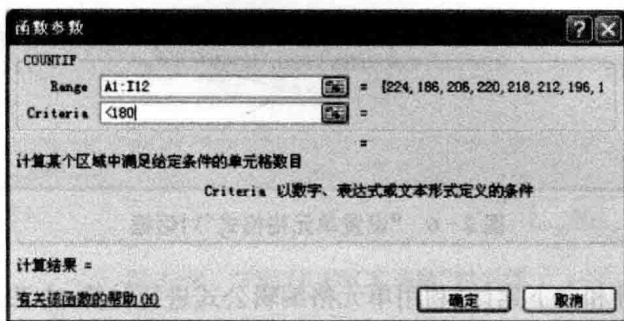 函数参数
COUNTIF
Range A1:I12 = {224,186,206,220,218,212,196,1
Criteria <180 =
=
计算某个区域中满足给定条件的单元格数目
Criteria 以数字、表达式或文本形式定义的条件
计算结果 =
有关该函数的帮助(H) 确定 取消